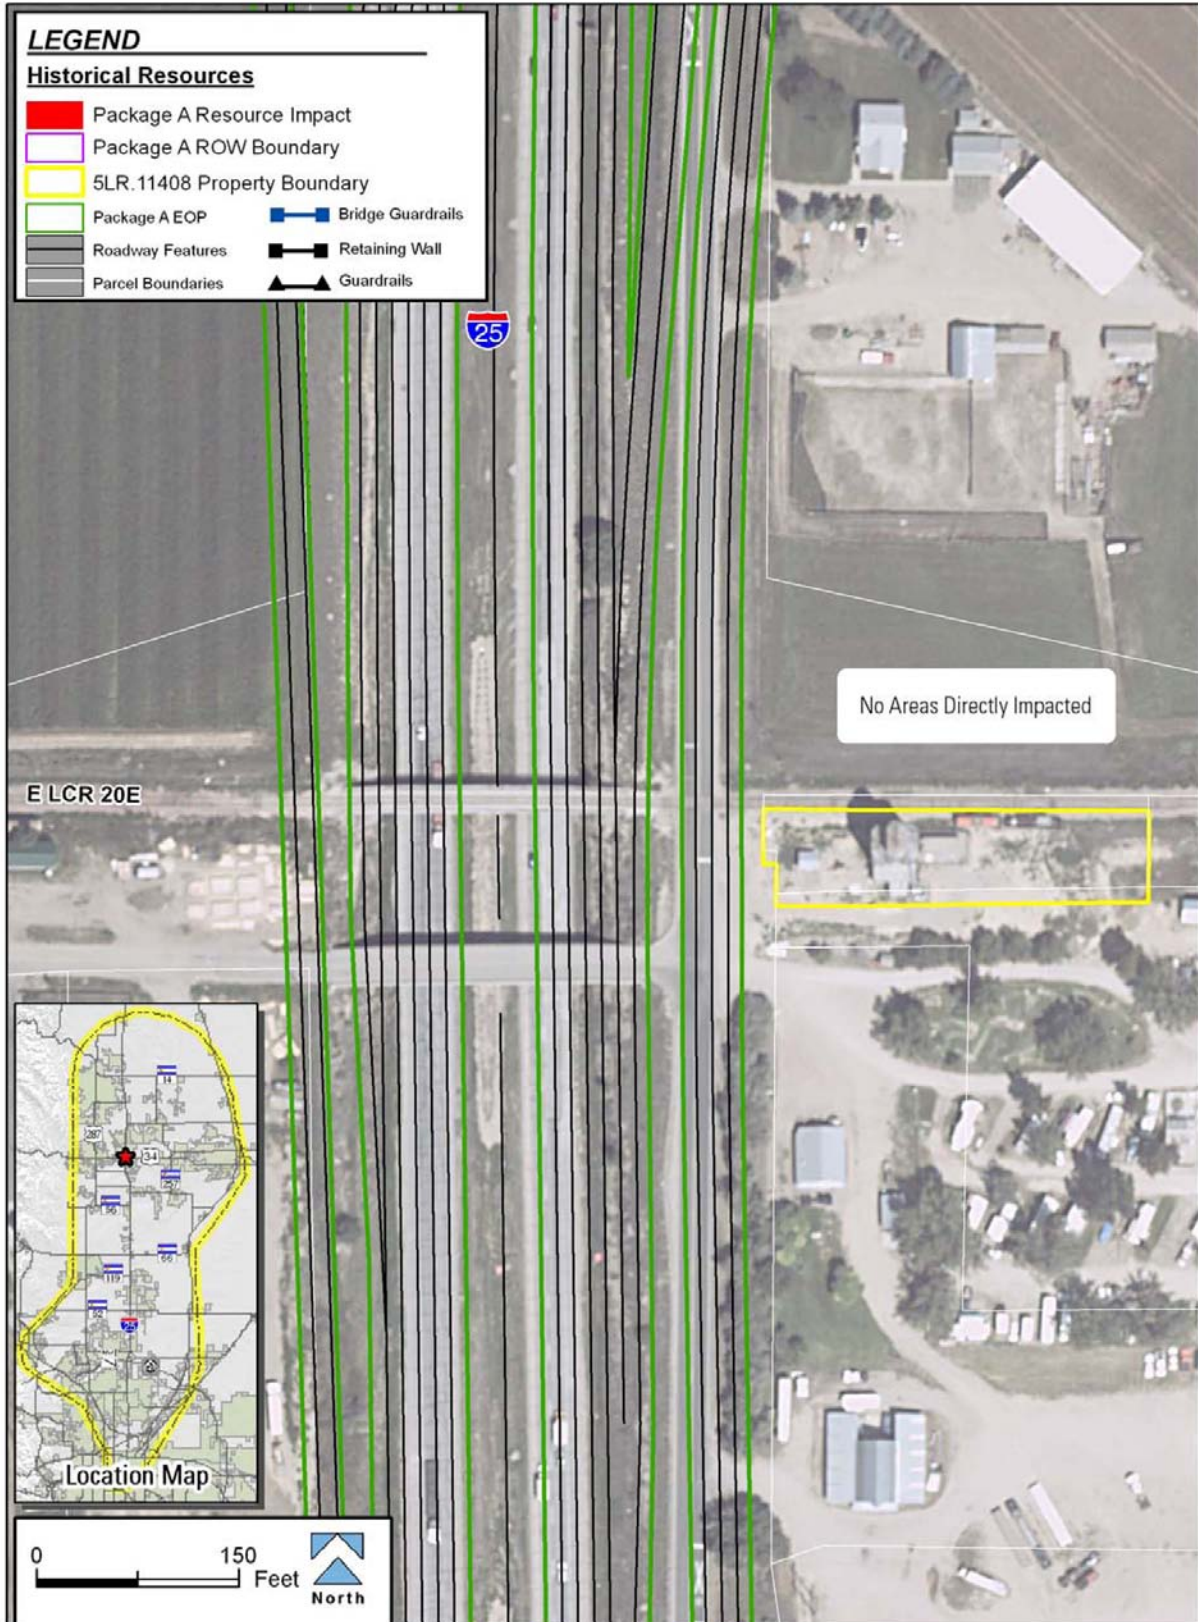 LEGEND
Historical Resources
Package A Resource Impact
Package A ROW Boundary
5LR.11408 Property Boundary
Package A EOP
Bridge Guardrails
Roadway Features
Retaining Wall
Parcel Boundaries
Guardrails
25
No Areas Directly Impacted
E LCR 20E
14
287
34
257
56
66
119
52
25
Location Map
0 150 Feet
North